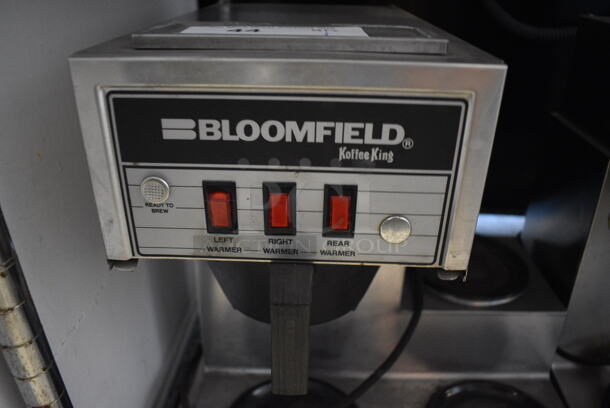 BLOOMFIELD®
Koffee King
READY TO
BREW
LEFT
WARMER
RIGHT
WARMER
REAR
WARMER